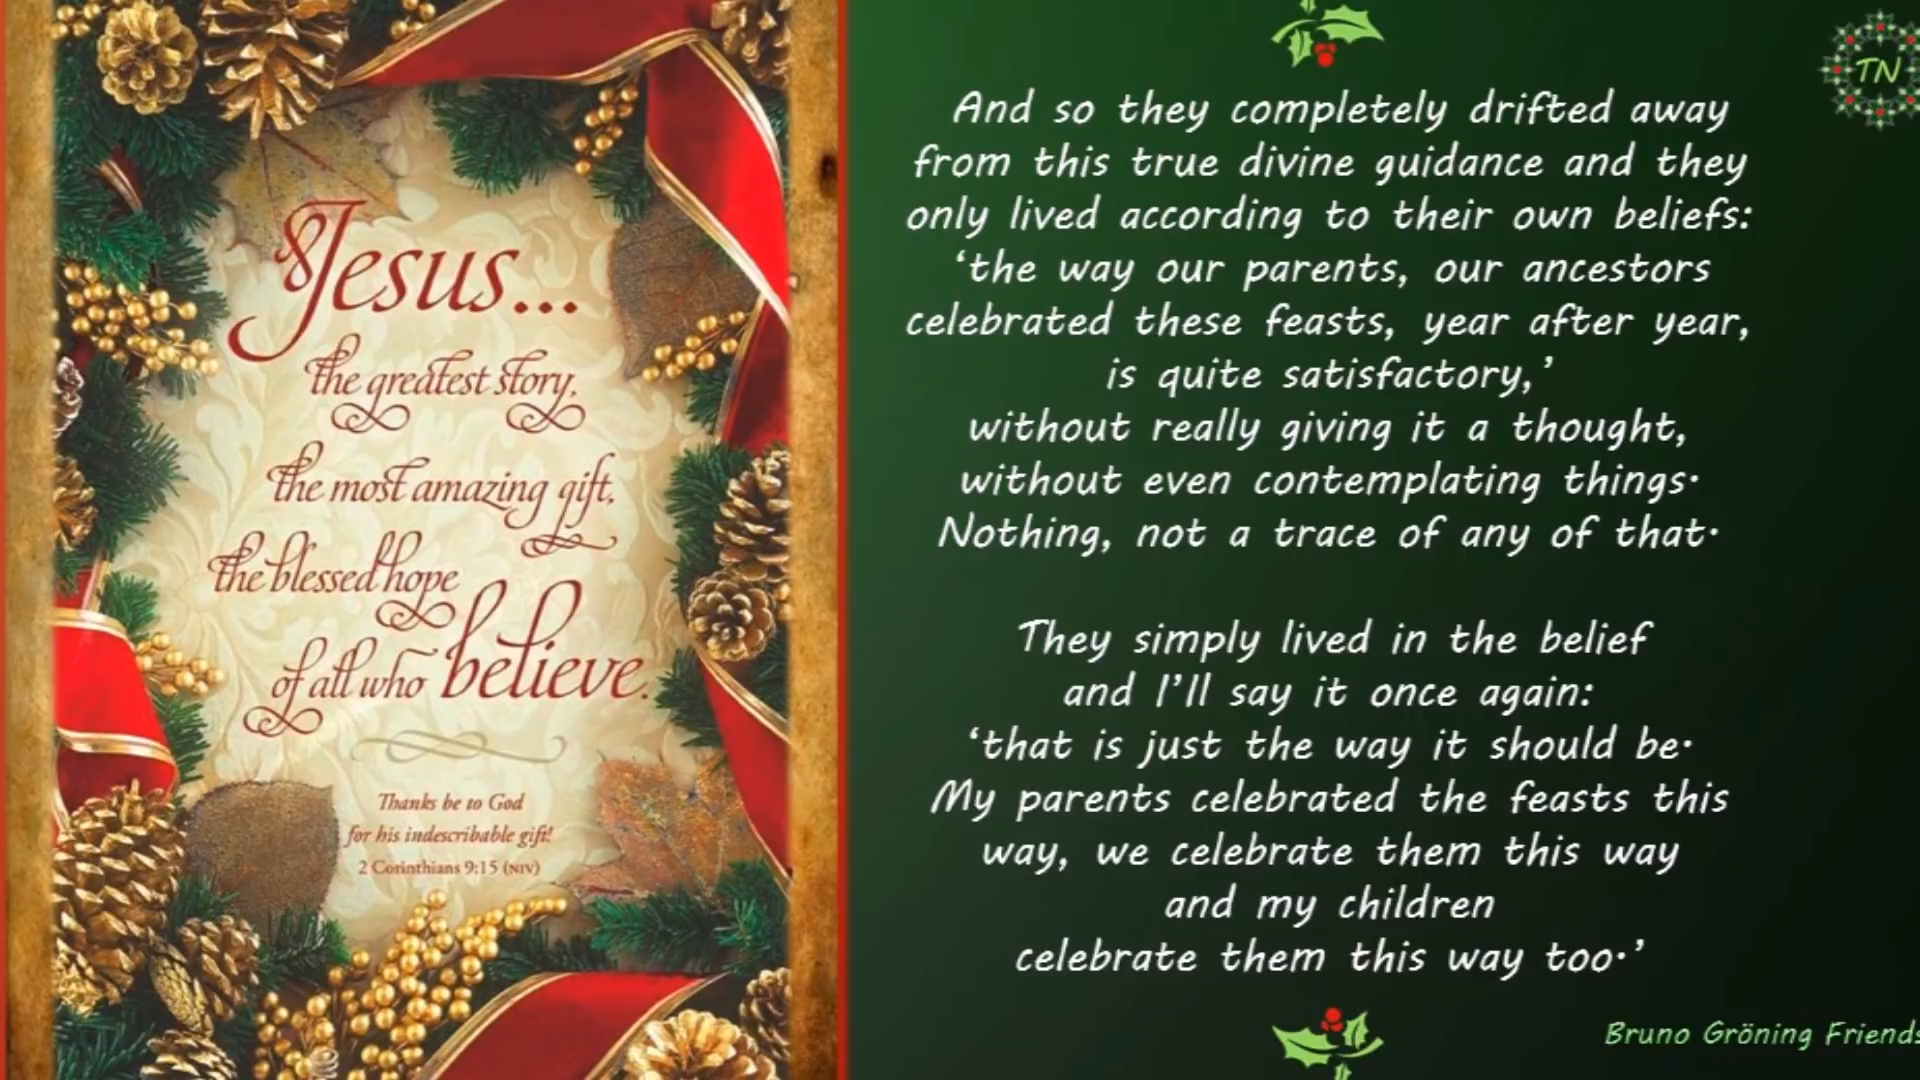 Jesus...
the greatest story,
the most amazing gift,
the blessed hope
of all who believe.
Thanks be to God
for his indescribable gift!
2 Corinthians 9:15 (NIV)
TN
And so they completely drifted away
from this true divine guidance and they
only lived according to their own beliefs:
‘the way our parents, our ancestors
celebrated these feasts, year after year,
is quite satisfactory,’
without really giving it a thought,
without even contemplating things·
Nothing, not a trace of any of that·
They simply lived in the belief
and I’ll say it once again:
‘that is just the way it should be·
My parents celebrated the feasts this
way, we celebrate them this way
and my children
celebrate them this way too·’
Bruno Gröning Friends